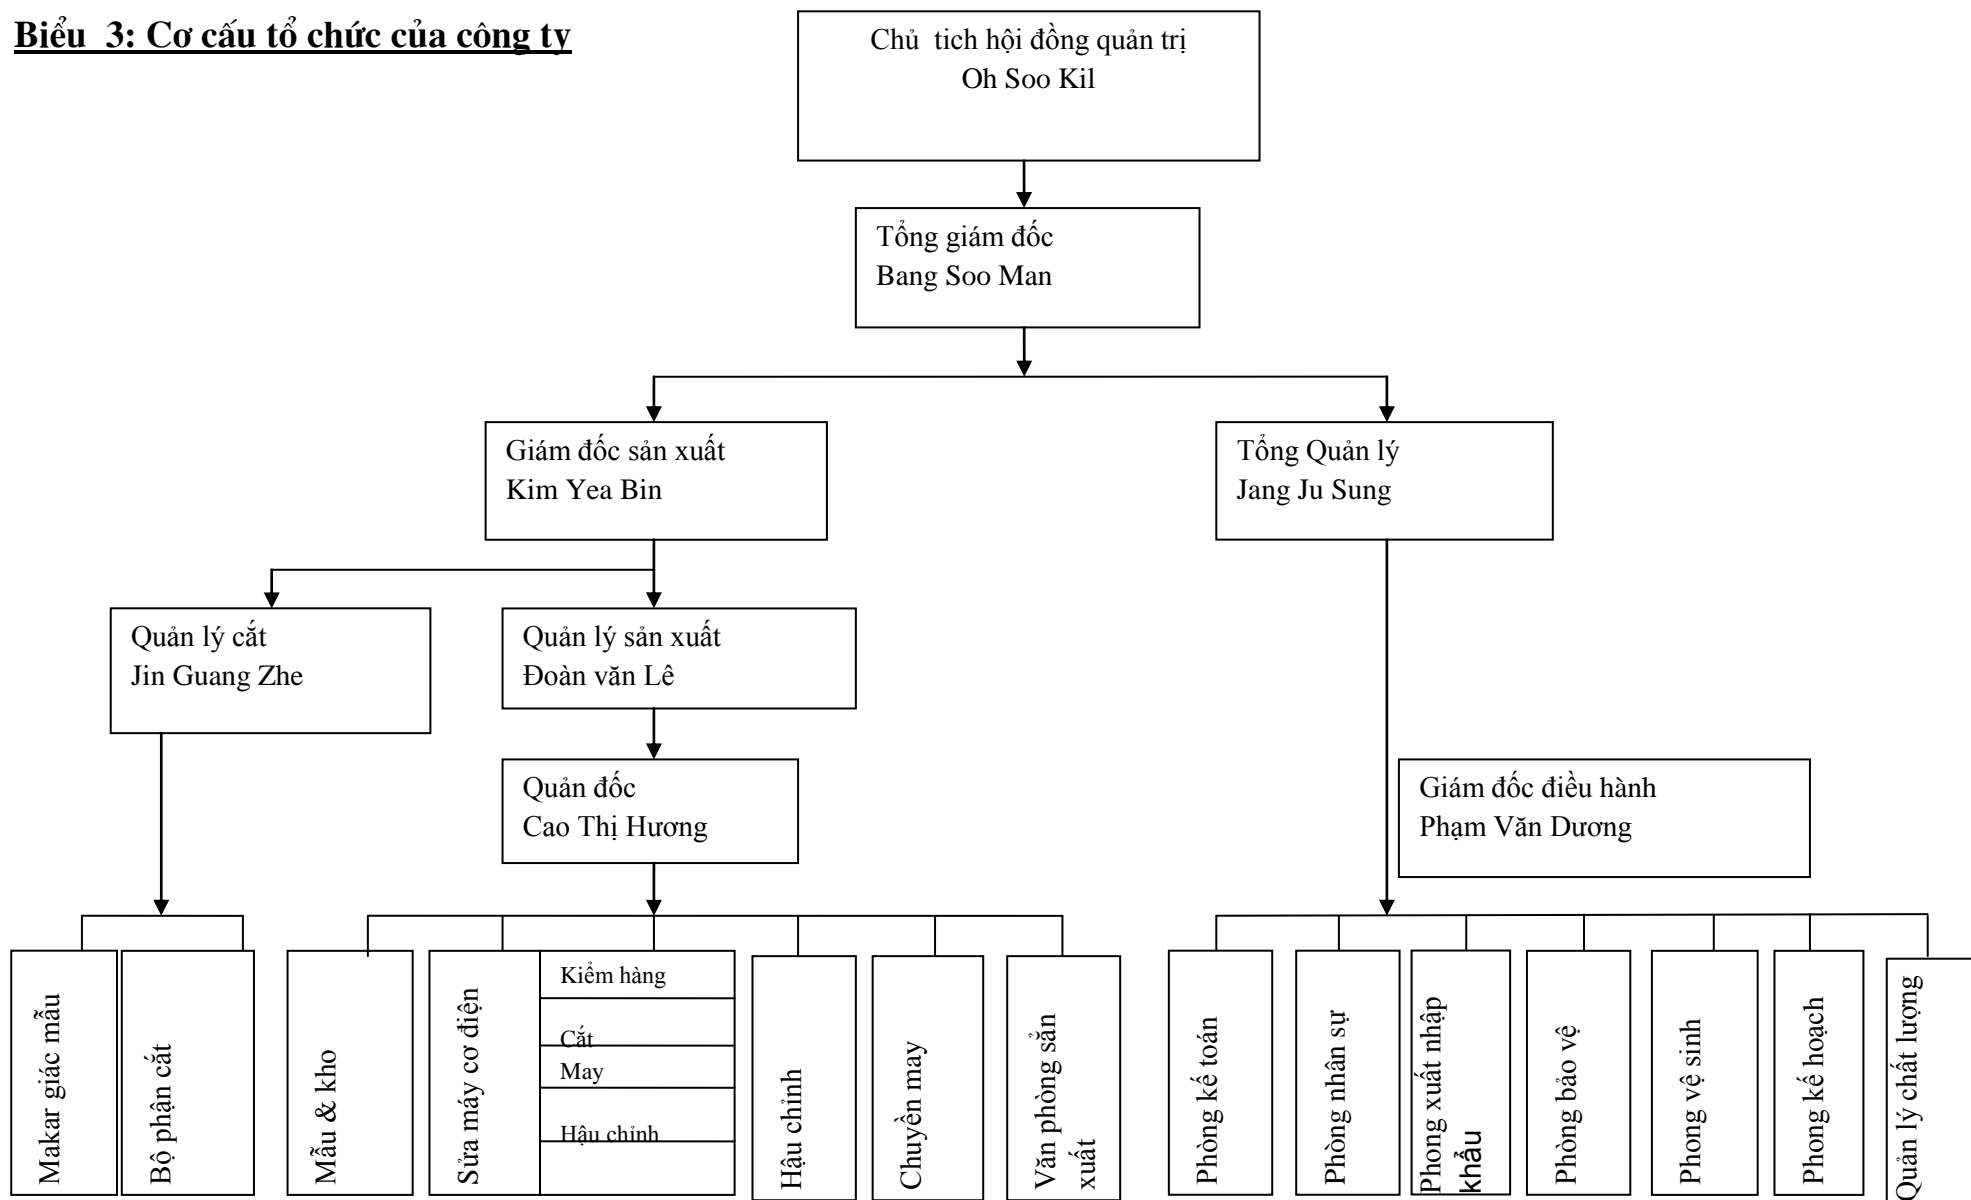 Biểu 3: Cơ cấu tổ chức của công ty
Chủ tich hội đồng quản trị
Oh Soo Kil
Tổng giám đốc
Bang Soo Man
Giám đốc sản xuất
Kim Yea Bin
Tổng Quản lý
Jang Ju Sung
Quản lý cắt
Jin Guang Zhe
Quản lý sản xuất
Đoàn văn Lê
Quản đốc
Cao Thị Hương
Giám đốc điều hành
Phạm Văn Dương
Makar giác mẫu
Bộ phận cắt
Mẫu & kho
Sửa máy cơ điện
Kiểm hàng
Cắt
May
Hậu chỉnh
Hậu chỉnh
Chuyền may
Văn phòng sẳn
xuất
Phòng kế toán
Phòng nhân sự
Phong xuất nhập
khẩu
Phòng bảo vệ
Phong vệ sinh
Phong kế hoạch
Quản lý chất lượng